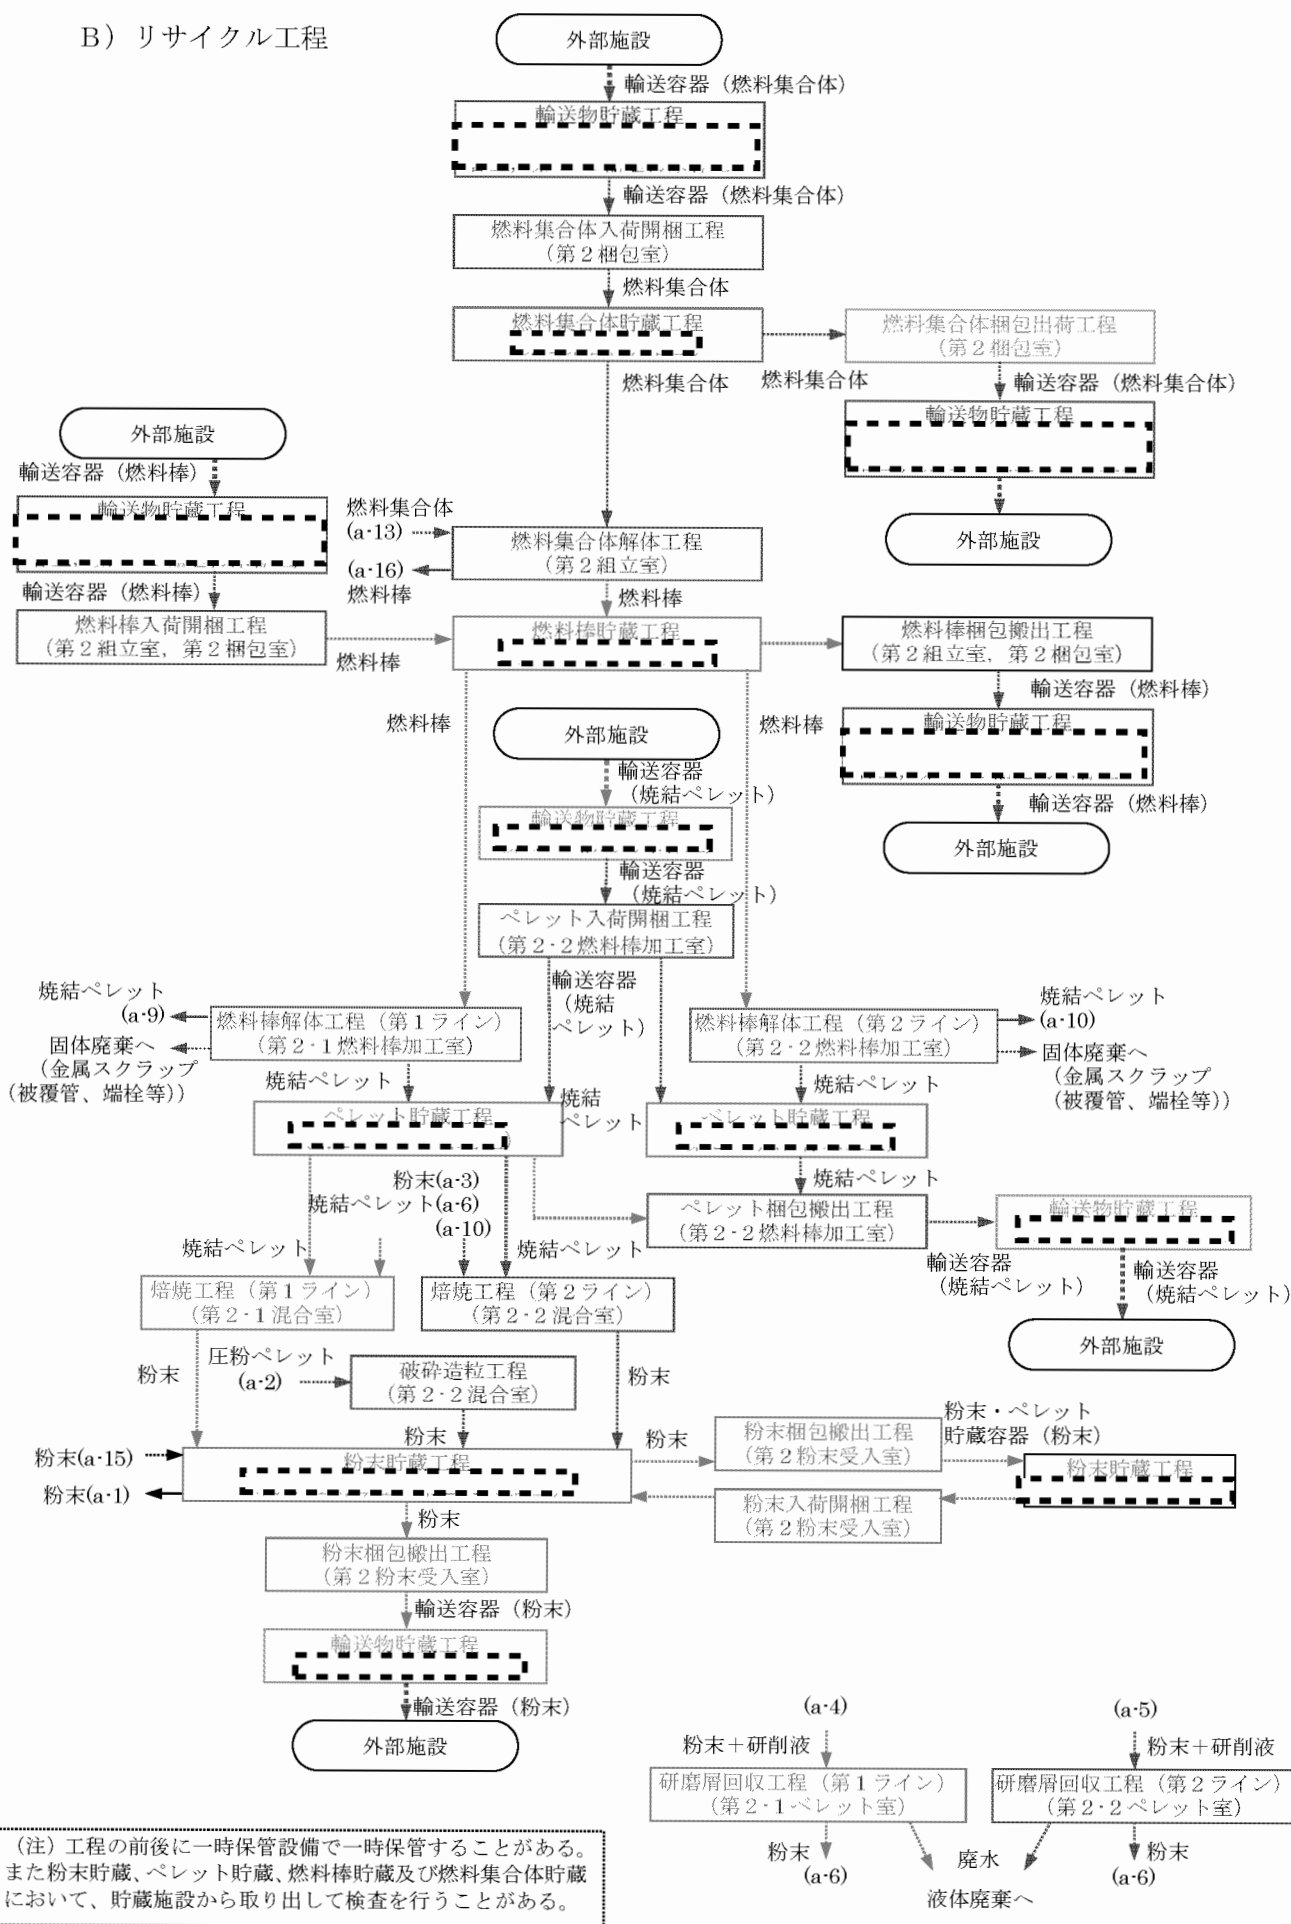 B）リサイクル工程
外部施設
輸送容器（燃料集合体）
輸送物貯蔵工程
輸送容器（燃料集合体）
燃料集合体入荷開梱工程
（第２梱包室）
燃料集合体
燃料集合体貯蔵工程
燃料集合体梱包出荷工程
（第２梱包室）
燃料集合体
燃料集合体
輸送容器（燃料集合体）
輸送物貯蔵工程
外部施設
外部施設
輸送容器（燃料棒）
輸送物貯蔵工程
輸送容器（燃料棒）
燃料棒入荷開梱工程
（第２組立室，第２梱包室）
燃料棒
燃料集合体
(a-13)
(a-16)
燃料棒
燃料集合体解体工程
（第２組立室）
燃料棒
燃料棒貯蔵工程
燃料棒梱包搬出工程
（第２組立室，第２梱包室）
輸送容器（燃料棒）
輸送物貯蔵工程
輸送容器（燃料棒）
外部施設
燃料棒
燃料棒
外部施設
輸送容器
（焼結ペレット）
輸送物貯蔵工程
輸送容器
（焼結ペレット）
ペレット入荷開梱工程
（第２-２燃料棒加工室）
輸送容器
（焼結
ペレット）
焼結ペレット
(a-9)
固体廃棄へ
（金属スクラップ
（被覆管、端栓等））
燃料棒解体工程（第１ライン）
（第２-１燃料棒加工室）
燃料棒解体工程（第２ライン）
（第２-２燃料棒加工室）
焼結ペレット
(a-10)
固体廃棄へ
（金属スクラップ
（被覆管、端栓等））
焼結ペレット
焼結
ペレット
焼結ペレット
ペレット貯蔵工程
ペレット貯蔵工程
焼結ペレット
粉末(a-3)
焼結ペレット(a-6)
(a-10)
ペレット梱包搬出工程
（第２-２燃料棒加工室）
輸送物貯蔵工程
焼結ペレット
焼結ペレット
輸送容器
（焼結ペレット）
輸送容器
（焼結ペレット）
外部施設
焙焼工程（第１ライン）
（第２-１混合室）
焙焼工程（第２ライン）
（第２-２混合室）
粉末
圧粉ペレット
(a-2)
破砕造粒工程
（第２-２混合室）
粉末
粉末
粉末(a-15)
粉末(a-1)
粉末貯蔵工程
粉末
粉末梱包搬出工程
（第２粉末受入室）
粉末・ペレット
貯蔵容器（粉末）
粉末貯蔵工程
粉末入荷開梱工程
（第２粉末受入室）
粉末
粉末梱包搬出工程
（第２粉末受入室）
輸送容器（粉末）
輸送物貯蔵工程
輸送容器（粉末）
外部施設
(a-4)
粉末＋研削液
研磨屑回収工程（第１ライン）
（第２-１ペレット室）
粉末
(a-6)
(a-5)
粉末＋研削液
研磨屑回収工程（第２ライン）
（第２-２ペレット室）
粉末
(a-6)
廃水
液体廃棄へ
（注）工程の前後に一時保管設備で一時保管することがある。
また粉末貯蔵、ペレット貯蔵、燃料棒貯蔵及び燃料集合体貯蔵
において、貯蔵施設から取り出して検査を行うことがある。